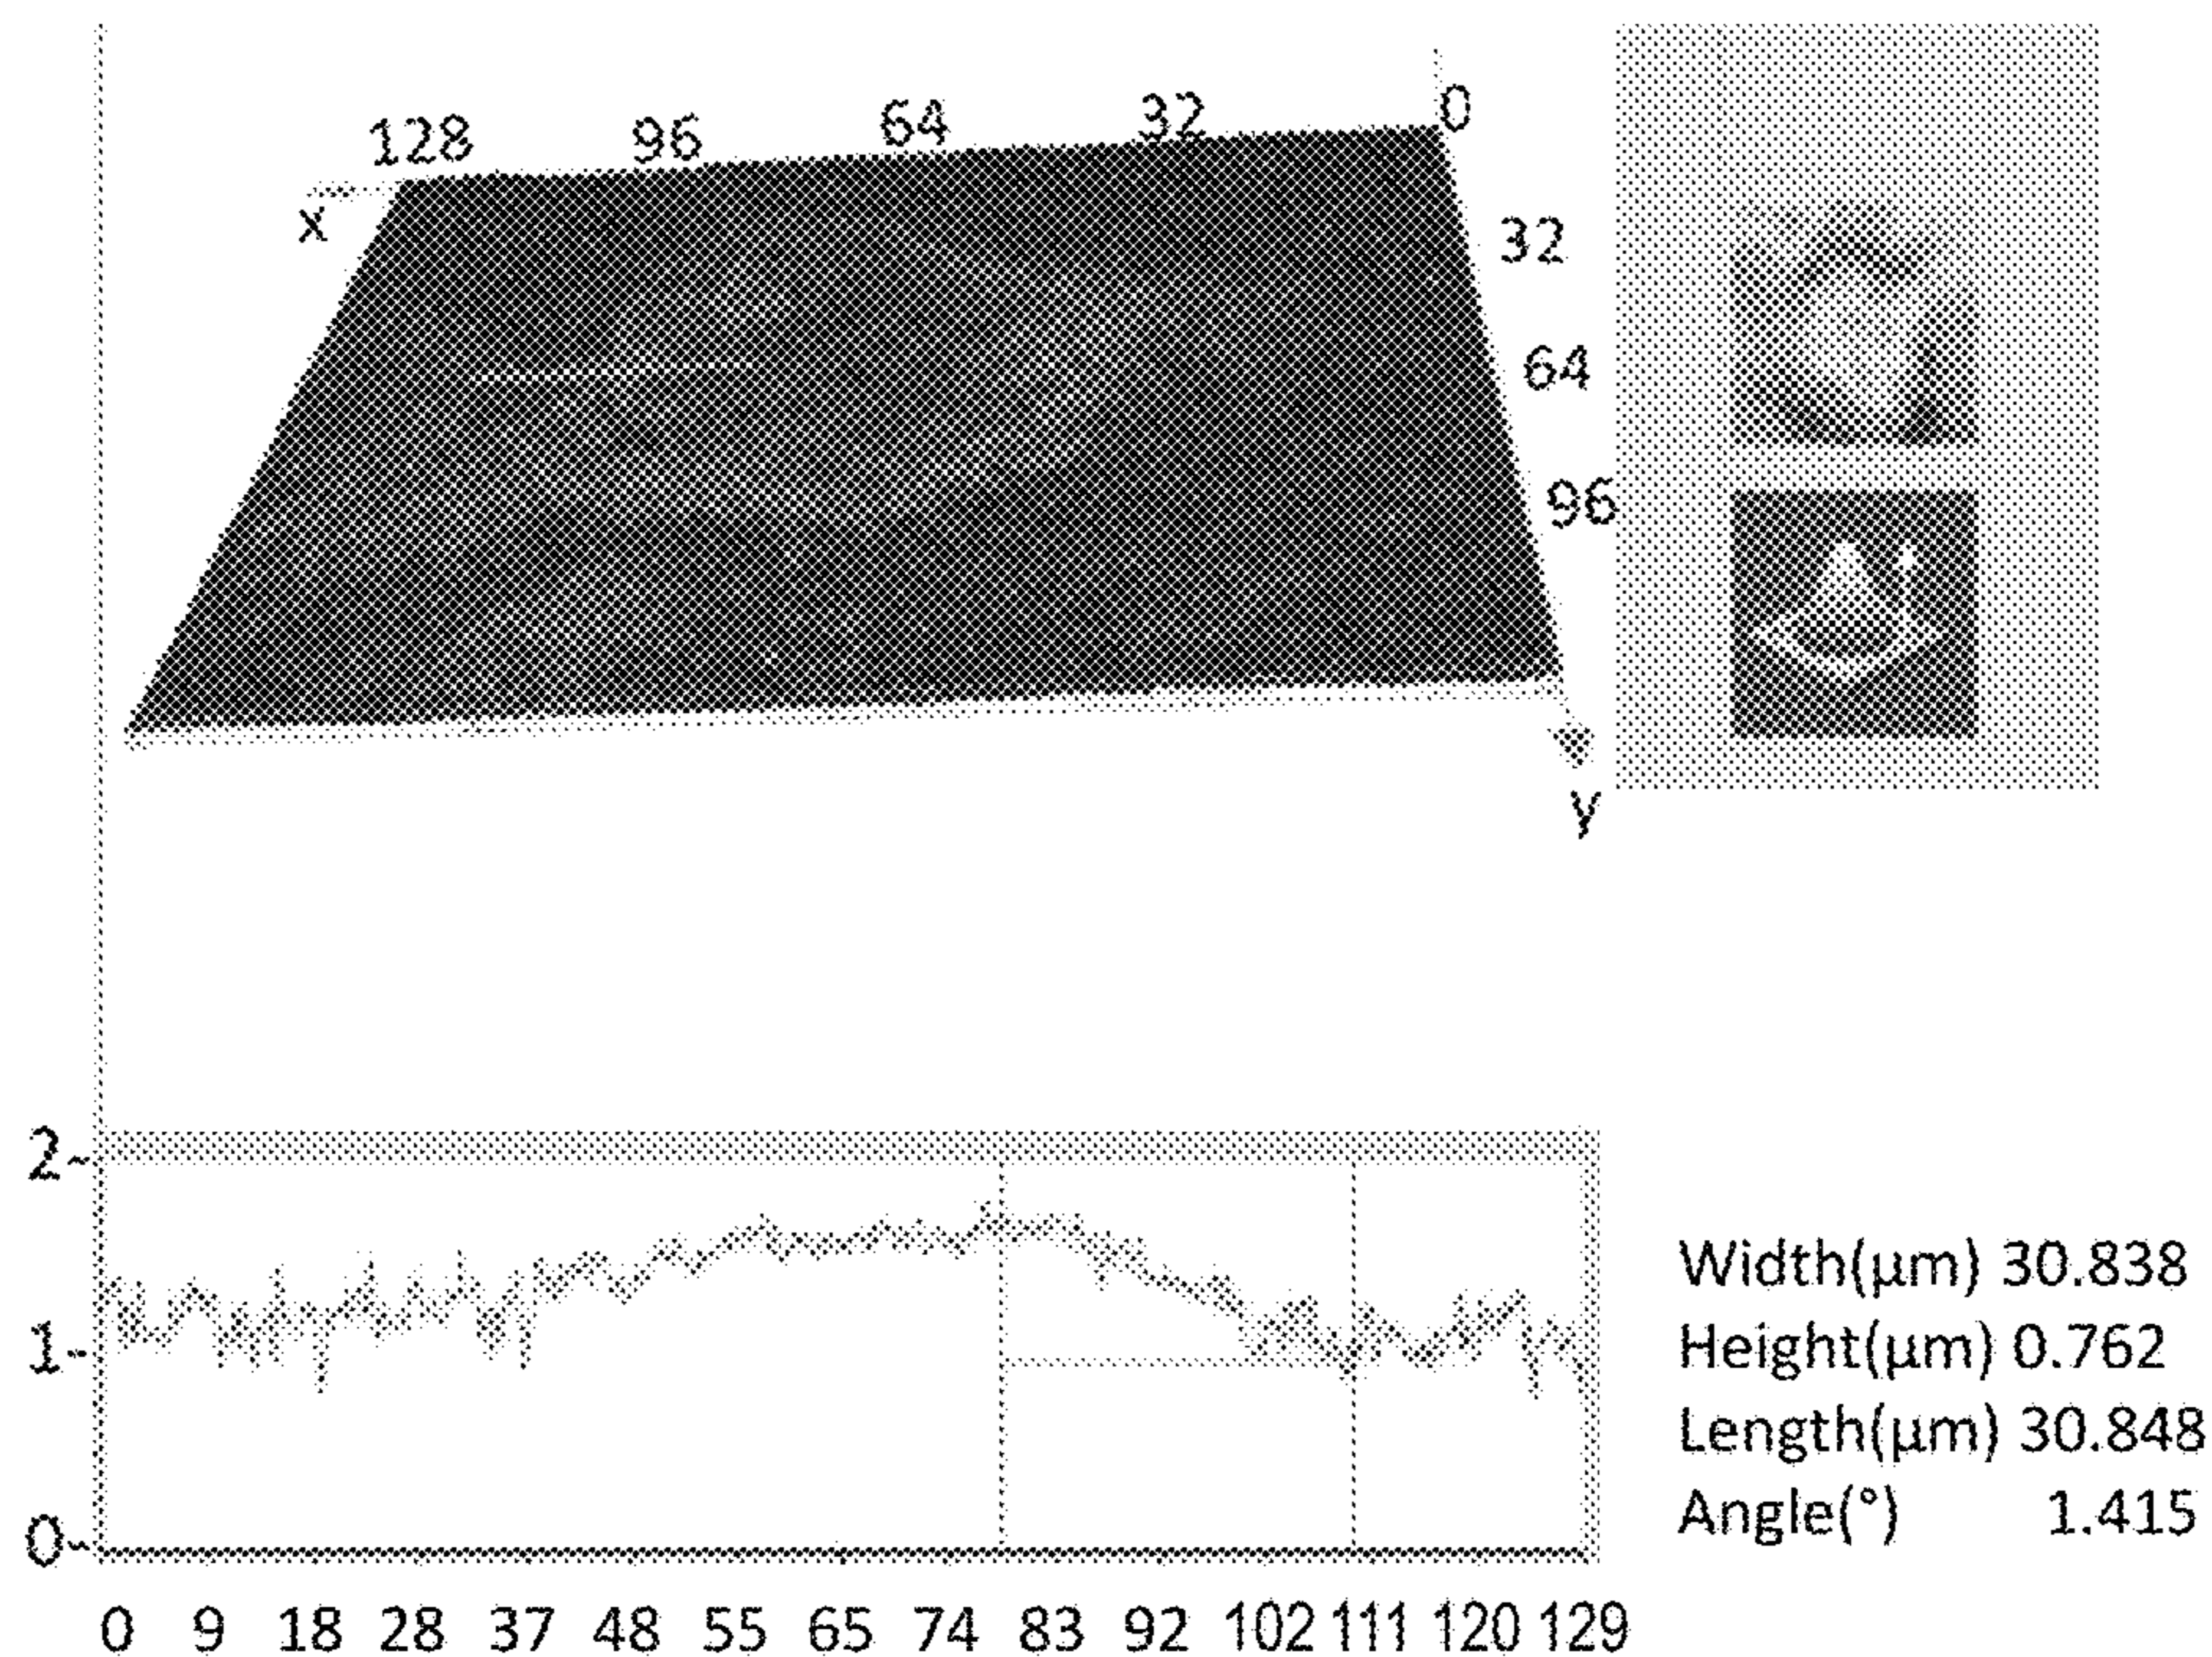 128 96 64 32 0
x
32
64
96
y
2
1
0
0 9 18 28 37 48 55 65 74 83 92 102 111 120 129
Width(μm) 30.838
Height(μm) 0.762
Length(μm) 30.848
Angle(°) 1.415